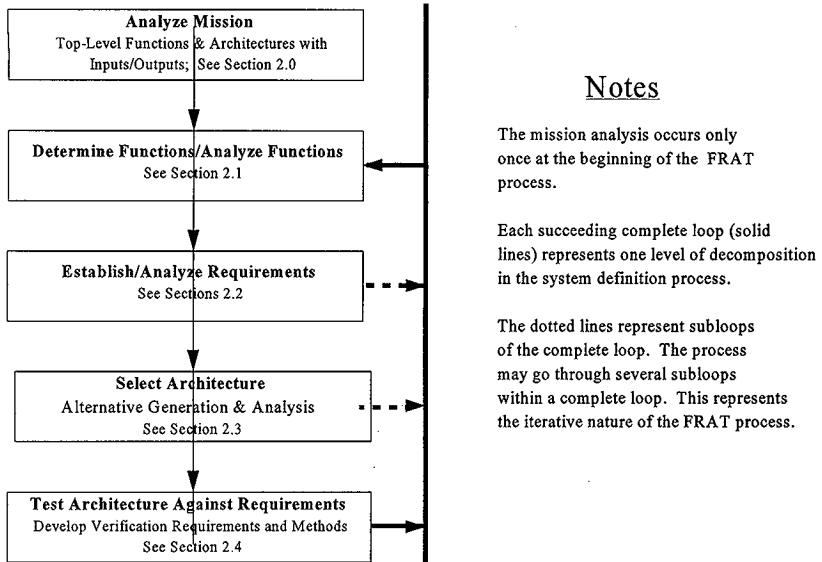 Analyze Mission
Top-Level Functions & Architectures with
Inputs/Outputs; See Section 2.0
Determine Functions/Analyze Functions
See Section 2.1
Establish/Analyze Requirements
See Sections 2.2
Select Architecture
Alternative Generation & Analysis
See Section 2.3
Test Architecture Against Requirements
Develop Verification Requirements and Methods
See Section 2.4
Notes
The mission analysis occurs only
once at the beginning of the FRAT
process.
Each succeeding complete loop (solid
lines) represents one level of decomposition
in the system definition process.
The dotted lines represent subloops
of the complete loop. The process
may go through several subloops
within a complete loop. This represents
the iterative nature of the FRAT process.